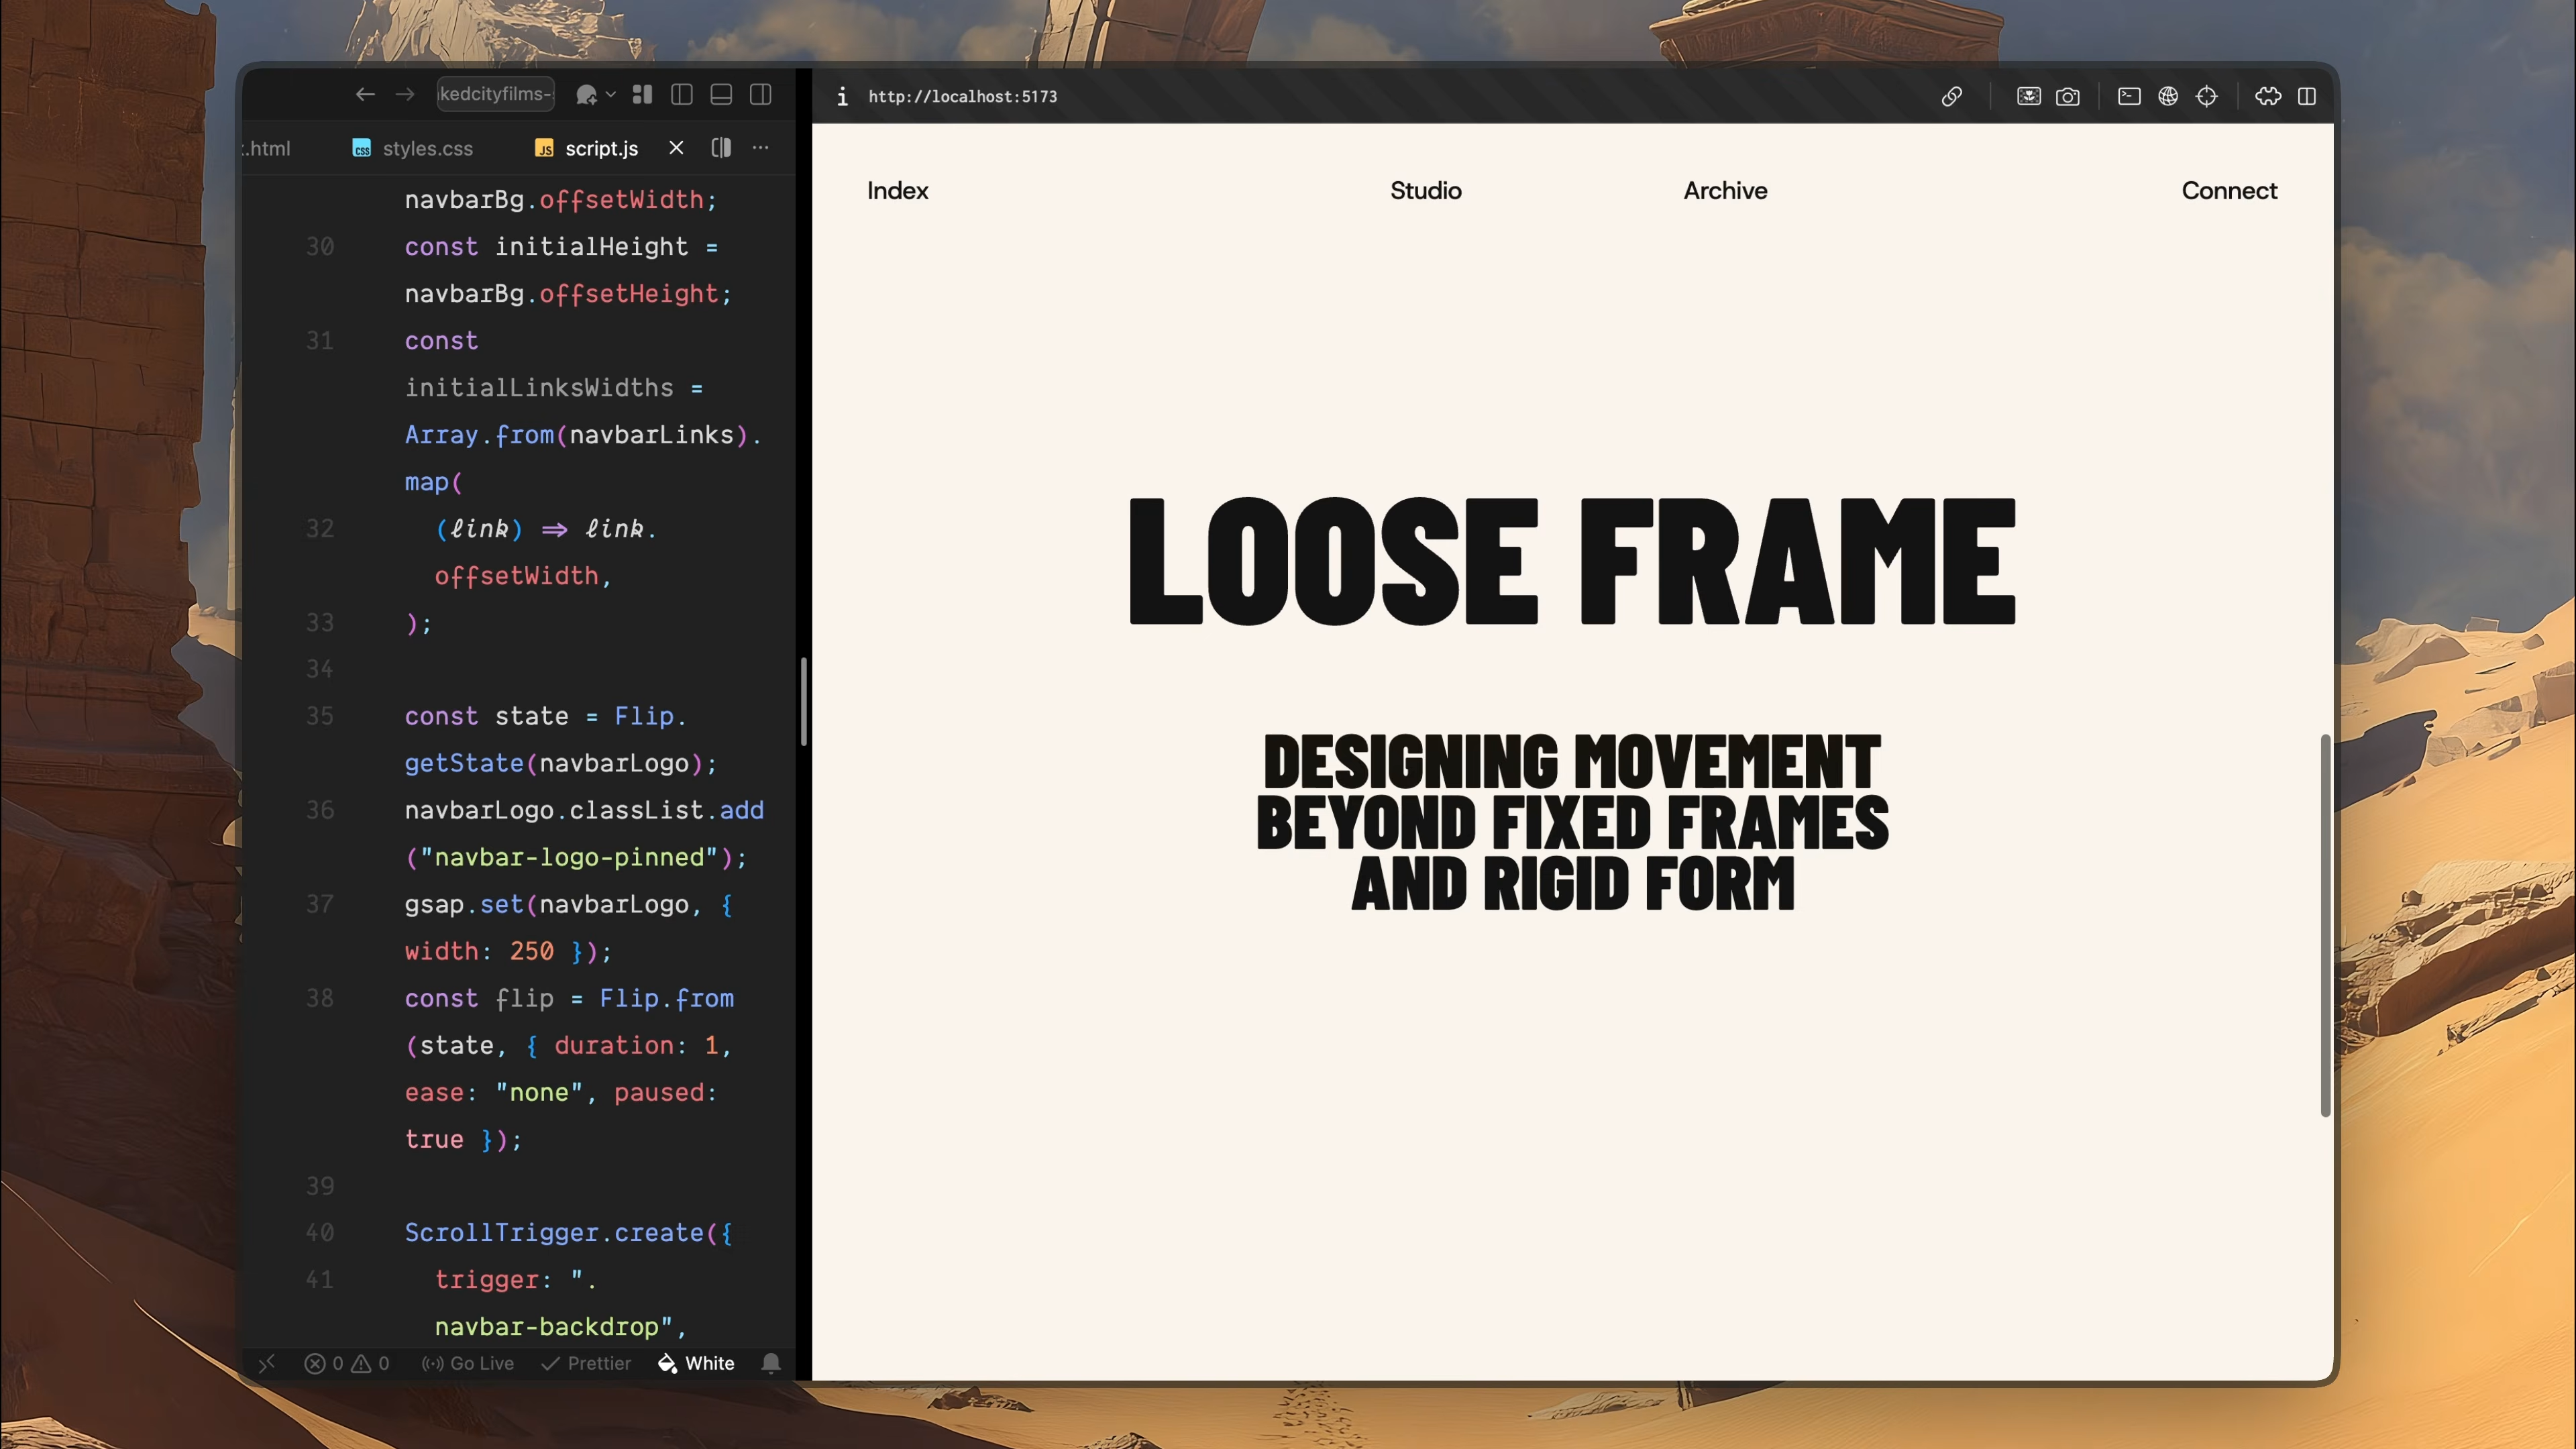 kedcityfilms-
.html
styles.css
script.js
navbarBg.offsetWidth;
30 const initialHeight =
navbarBg.offsetHeight;
31 const
initialLinksWidths =
Array.from(navbarLinks).
map(
32 (link) => link.
offsetWidth,
33 );
34
35 const state = Flip.
getState(navbarLogo);
36 navbarLogo.classList.add
("navbar-logo-pinned");
37 gsap.set(navbarLogo, {
width: 250 });
38 const flip = Flip.from
(state, { duration: 1,
ease: "none", paused:
true });
39
40 ScrollTrigger.create({
41 trigger: ".
navbar-backdrop",
0 0 Go Live Prettier White
http://localhost:5173
Index Studio Archive Connect
LOOSE FRAME
DESIGNING MOVEMENT
BEYOND FIXED FRAMES
AND RIGID FORM